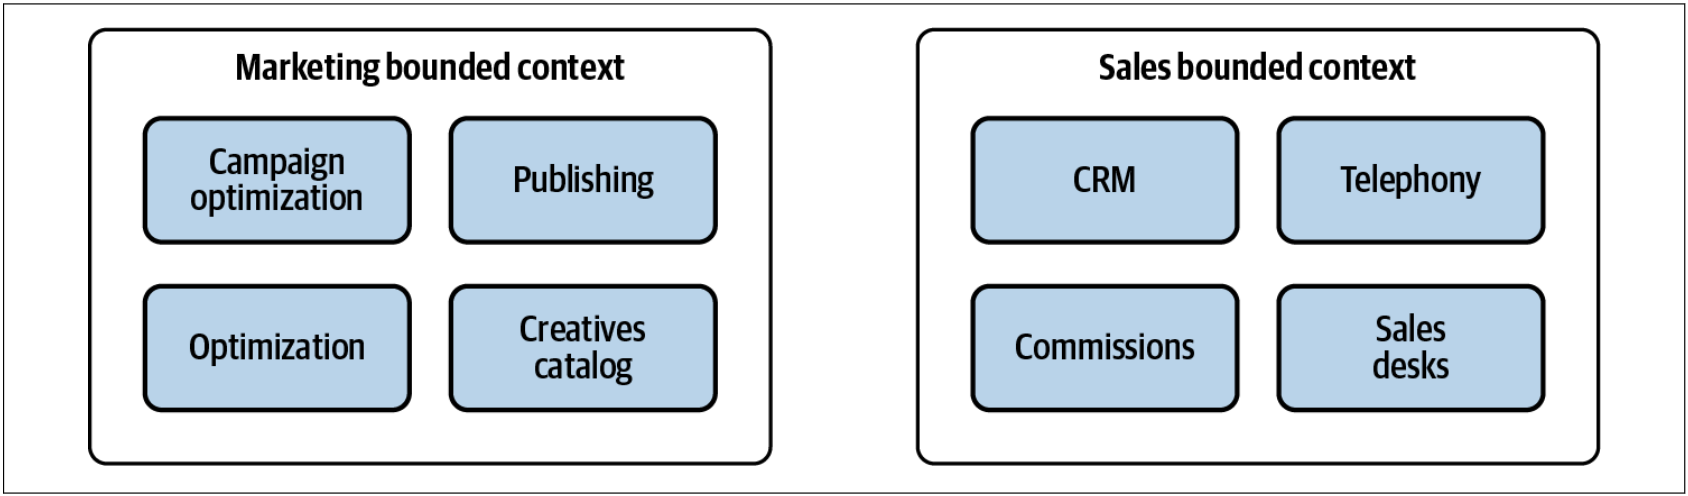 Marketing bounded context
Campaign
optimization
Publishing
Optimization
Creatives
catalog
Sales bounded context
CRM
Telephony
Commissions
Sales
desks